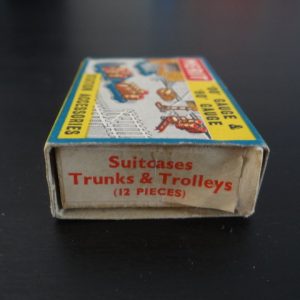 'OO' GAUGE &
'HO' GAUGE
STATION ACCESSORIES
Suitcases
Trunks & Trolleys
(12 PIECES)